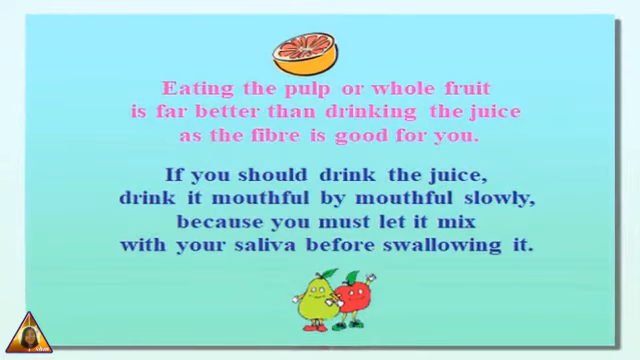 Eating the pulp or whole fruit
is far better than drinking the juice
as the fibre is good for you.
If you should drink the juice,
drink it mouthful by mouthful slowly,
because you must let it mix
with your saliva before swallowing it.